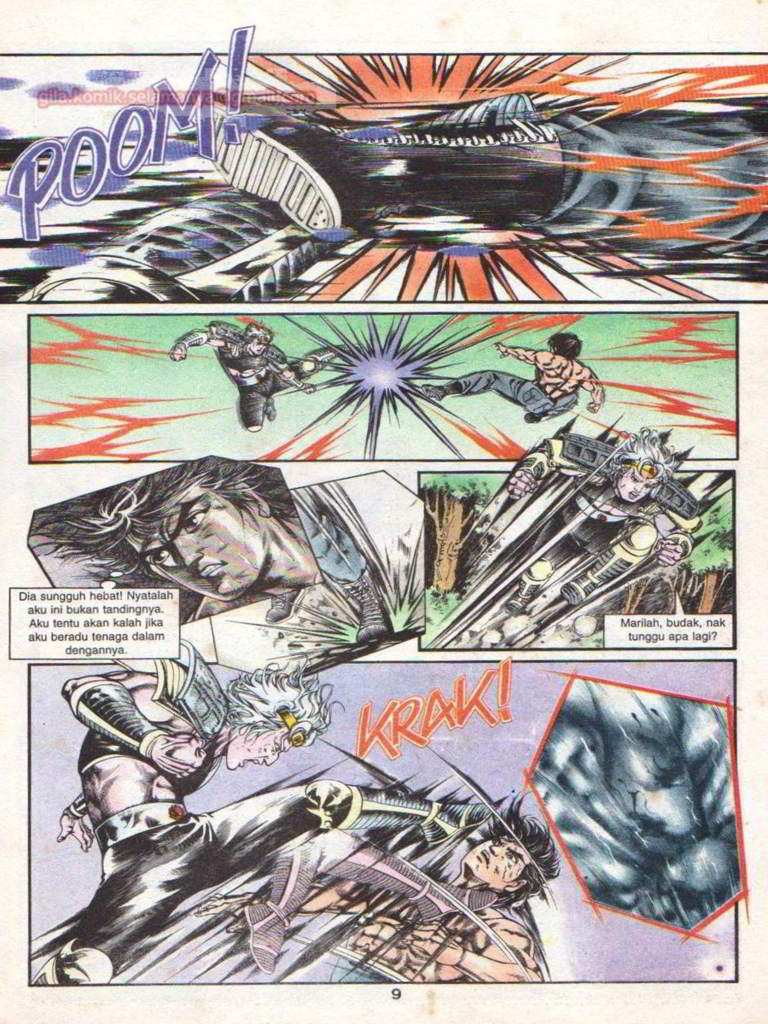 POOM!
Dia sungguh hebat! Nyatalah
aku ini bukan tandingnya.
Aku tentu akan kalah jika
aku beradu tenaga dalam
dengannya.
Marilah, budak, nak
tunggu apa lagi?
KRAK!
9